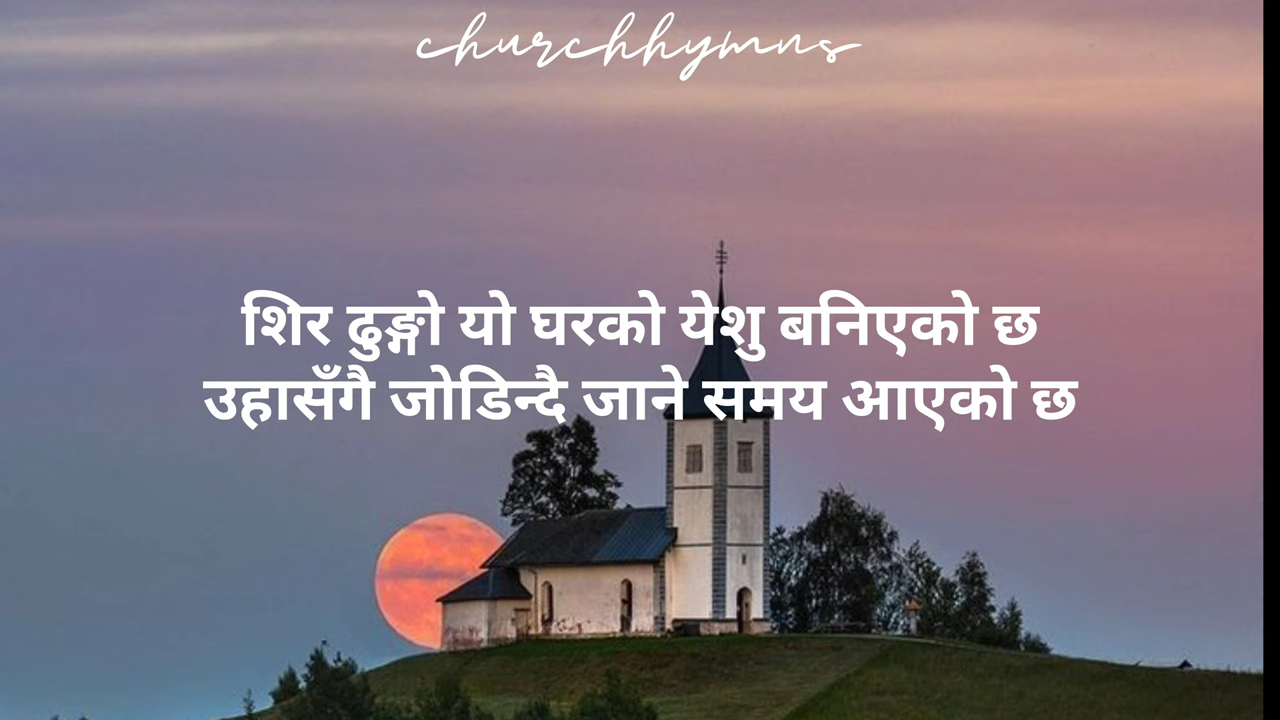 churchhymns
शिर ढुङ्गो यो घरको येशु बनिएको छ
उहासँगै जोडिन्दै जाने समय आएको छ